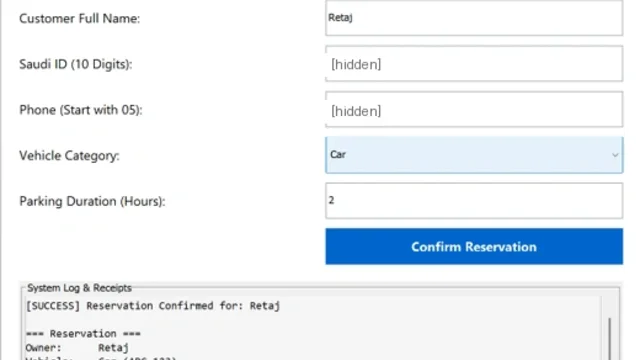 Customer Full Name: Retaj
Saudi ID (10 Digits): [hidden]
Phone (Start with 05): [hidden]
Vehicle Category: Car
Parking Duration (Hours): 2
Confirm Reservation
System Log & Receipts
[SUCCESS] Reservation Confirmed for: Retaj
=== Reservation ===
Owner: Retaj